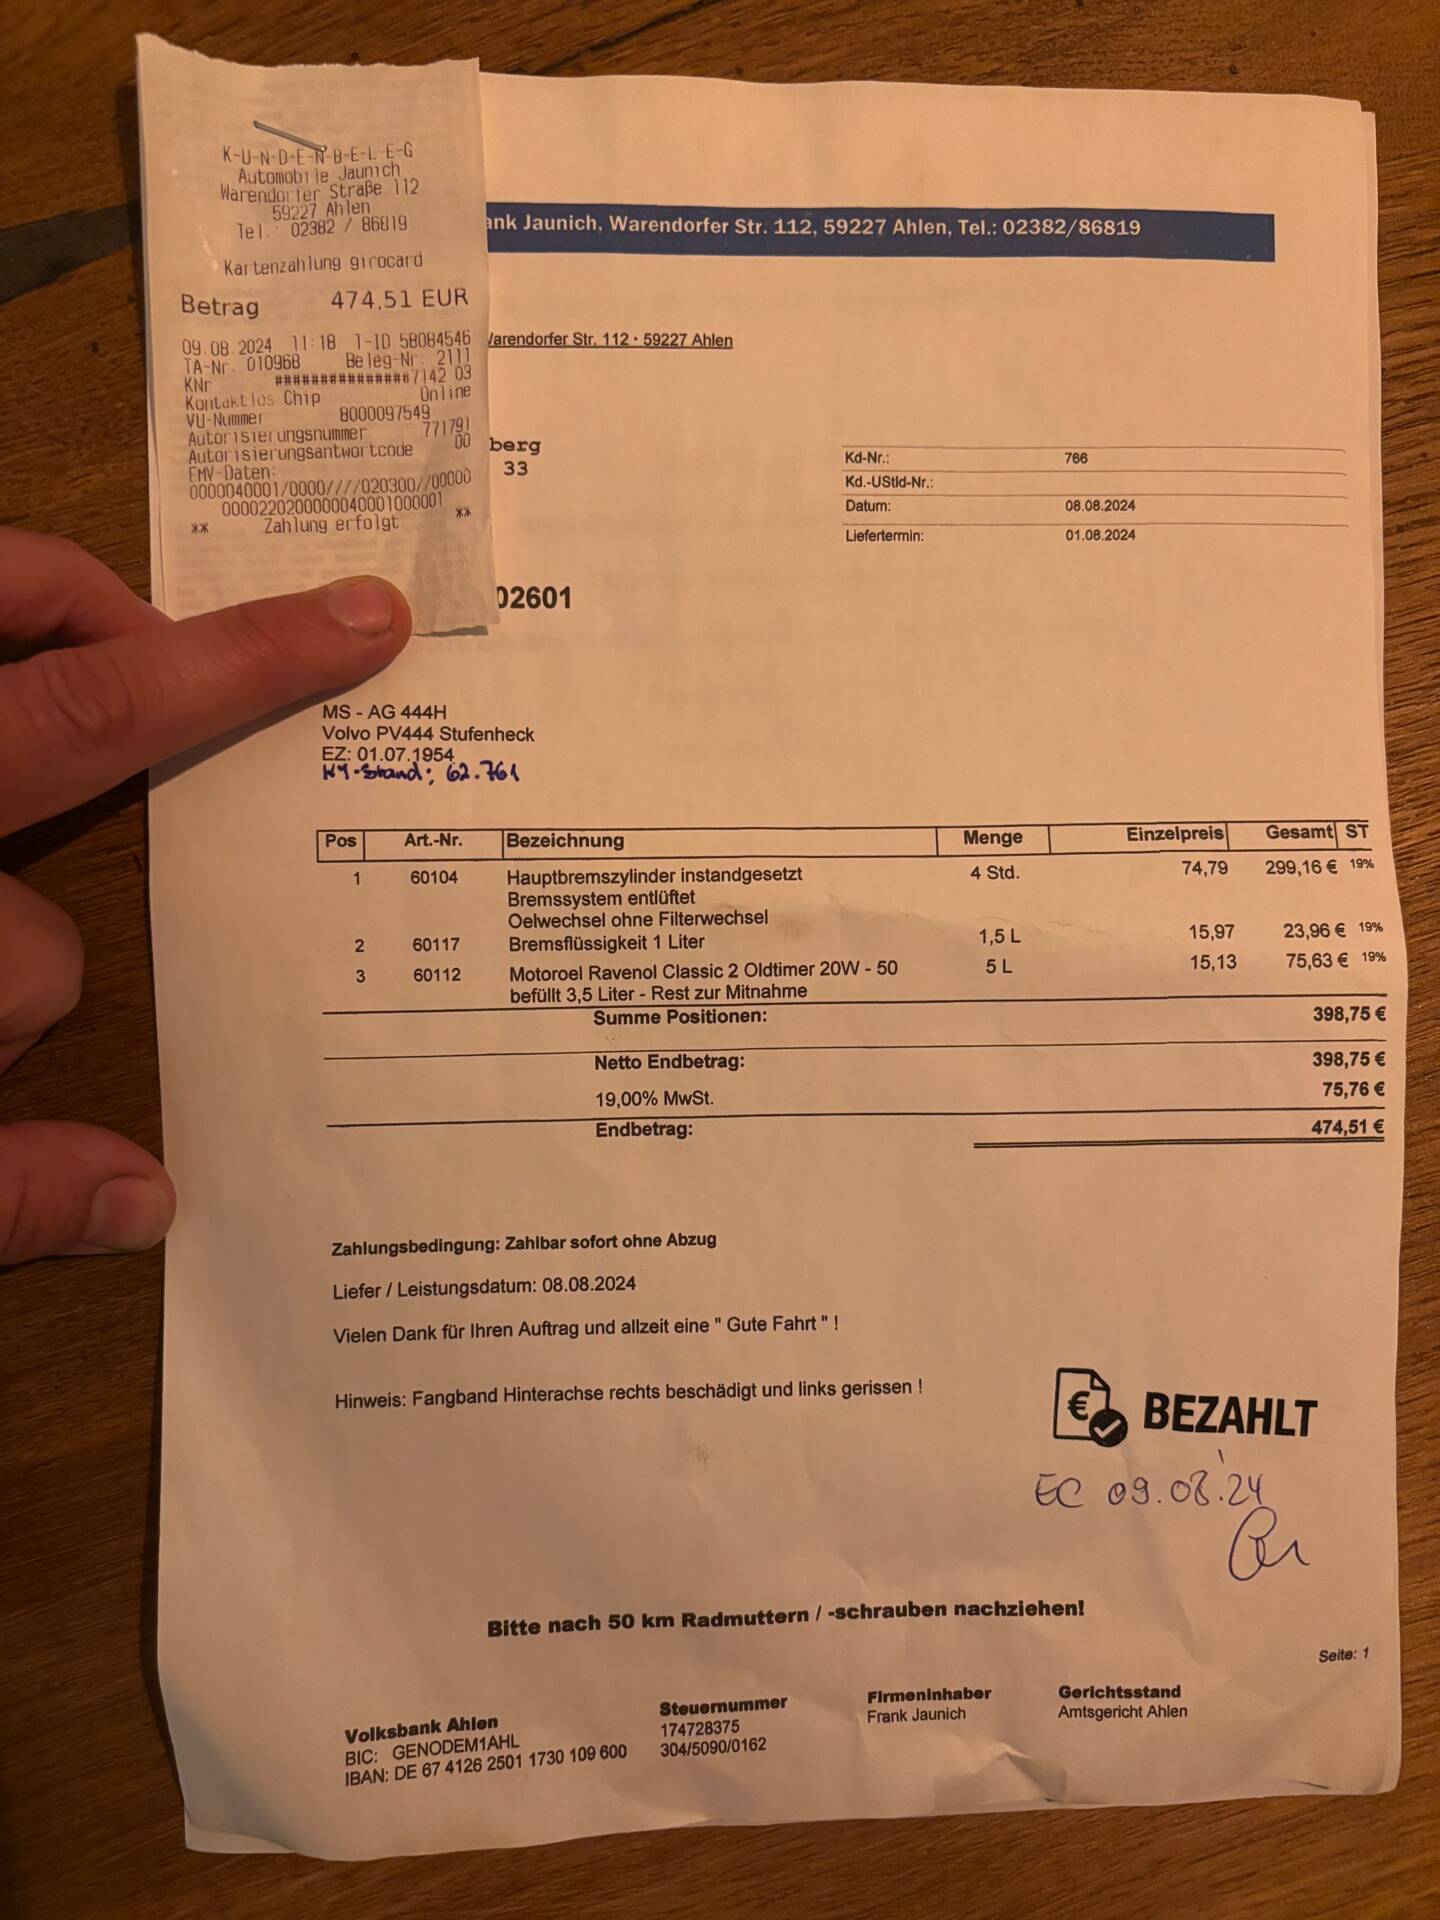 K-U-N-D-E-N-B-E-L-E-G
Automobile Jaunich
Warendorfer Straße 112
59227 Ahlen
Tel.: 02382 / 86819
Kartenzahlung girocard
Betrag 474,51 EUR
09.08.2024 11:18 T-ID 58084546
TA-Nr. 010968 Beleg-Nr. 2111
KNr ###############7142 03
Kontaktlos Chip Online
VU-Nummer 8000097549
Autorisierungsnummer 771791
Autorisierungsantwortcode 00
EMV-Daten:
0000040001/0000////020300//00000
0000220200000040001000001
** Zahlung erfolgt **
ank Jaunich, Warendorfer Str. 112, 59227 Ahlen, Tel.: 02382/86819
Warendorfer Str. 112 · 59227 Ahlen
berg
33
Kd-Nr.: 766
Kd.-UStId-Nr.:
Datum: 08.08.2024
Liefertermin: 01.08.2024
02601
MS - AG 444H
Volvo PV444 Stufenheck
EZ: 01.07.1954
KM-Stand: 62.761
Pos Art.-Nr. Bezeichnung Menge Einzelpreis Gesamt ST
1 60104 Hauptbremszylinder instandgesetzt 4 Std. 74,79 299,16 € 19%
Bremssystem entlüftet
Oelwechsel ohne Filterwechsel
2 60117 Bremsflüssigkeit 1 Liter 1,5 L 15,97 23,96 € 19%
3 60112 Motoroel Ravenol Classic 2 Oldtimer 20W - 50 5 L 15,13 75,63 € 19%
befüllt 3,5 Liter - Rest zur Mitnahme
Summe Positionen: 398,75 €
Netto Endbetrag: 398,75 €
19,00% MwSt. 75,76 €
Endbetrag: 474,51 €
Zahlungsbedingung: Zahlbar sofort ohne Abzug
Liefer / Leistungsdatum: 08.08.2024
Vielen Dank für Ihren Auftrag und allzeit eine " Gute Fahrt " !
Hinweis: Fangband Hinterachse rechts beschädigt und links gerissen !
€ BEZAHLT
EC 09.08.24
Bitte nach 50 km Radmuttern / -schrauben nachziehen!
Seite: 1
Volksbank Ahlen
BIC: GENODEM1AHL
IBAN: DE 67 4126 2501 1730 109 600
Steuernummer
174728375
304/5090/0162
Firmeninhaber
Frank Jaunich
Gerichtsstand
Amtsgericht Ahlen